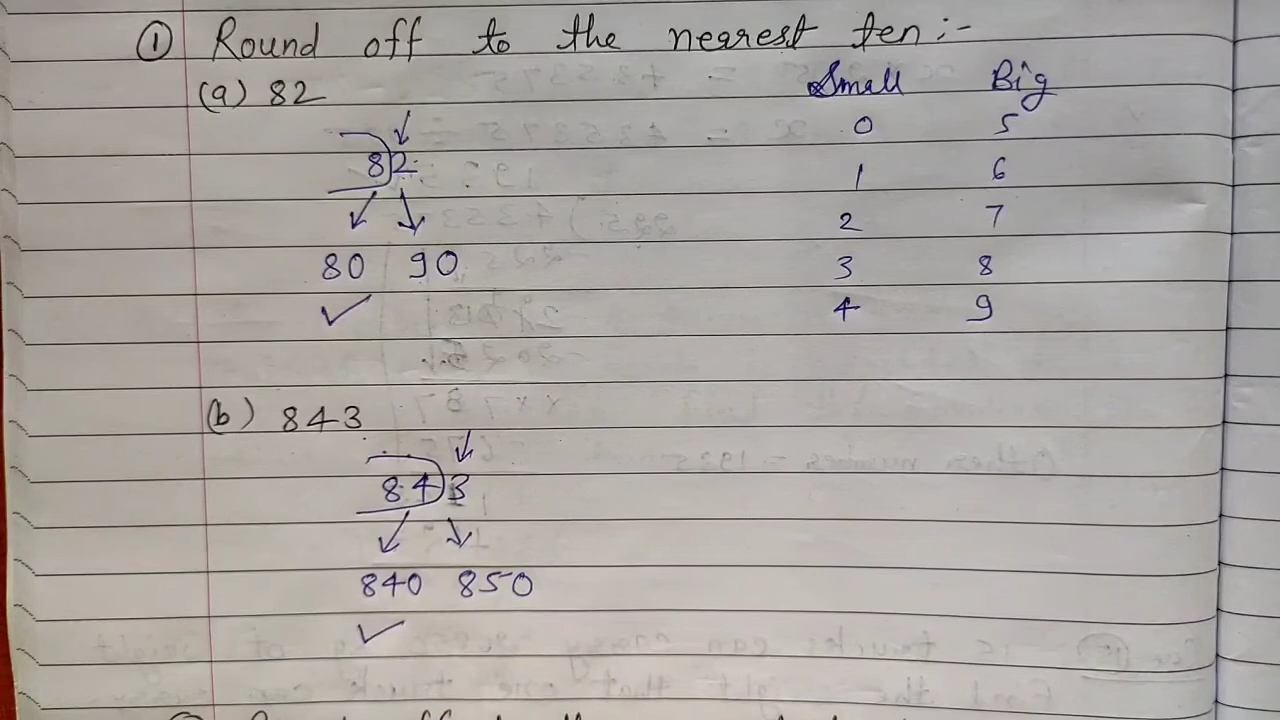 ① Round off to the nearest ten :-
(a) 82
Small Big
0 5
1 6
2 7
3 8
4 9
82
80 90
(b) 843
843
840 850